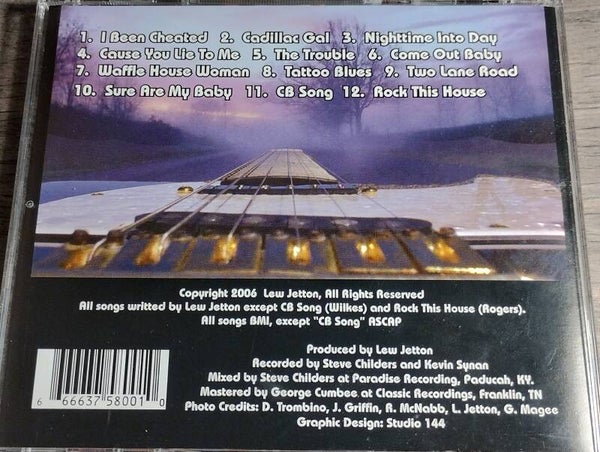 1. I Been Cheated 2. Cadillac Gal 3. Nighttime Into Day
4. Cause You Lie To Me 5. The Trouble 6. Come Out Baby
7. Waffle House Woman 8. Tattoo Blues 9. Two Lane Road
10. Sure Are My Baby 11. CB Song 12. Rock This House
Copyright 2006 Lew Jetton, All Rights Reserved
All songs writted by Lew Jetton except CB Song (Wilkes) and Rock This House (Rogers).
All songs BMI, except "CB Song" ASCAP
Produced by Lew Jetton
Recorded by Steve Childers and Kevin Synan
Mixed by Steve Childers at Paradise Recording, Paducah, KY.
Mastered by George Cumbee at Classic Recordings, Franklin, TN
Photo Credits: D. Trombino, J. Griffin, R. McNabb, L. Jetton, G. Magee
Graphic Design: Studio 144
6 66637 58001 0